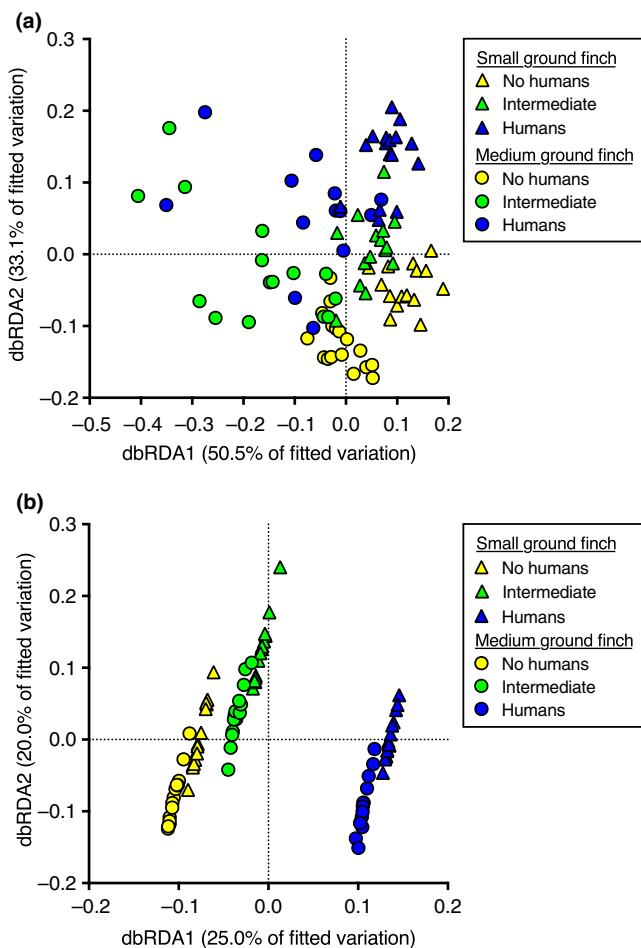 (a)
0.3
0.2
0.1
0.0
−0.1
−0.2
dbRDA2 (33.1% of fitted variation)
−0.5 −0.4 −0.3 −0.2 −0.1 0.0 0.1 0.2
dbRDA1 (50.5% of fitted variation)
Small ground finch
No humans
Intermediate
Humans
Medium ground finch
No humans
Intermediate
Humans
(b)
0.3
0.2
0.1
0.0
−0.1
−0.2
dbRDA2 (20.0% of fitted variation)
−0.2 −0.1 0.0 0.1 0.2
dbRDA1 (25.0% of fitted variation)
Small ground finch
No humans
Intermediate
Humans
Medium ground finch
No humans
Intermediate
Humans